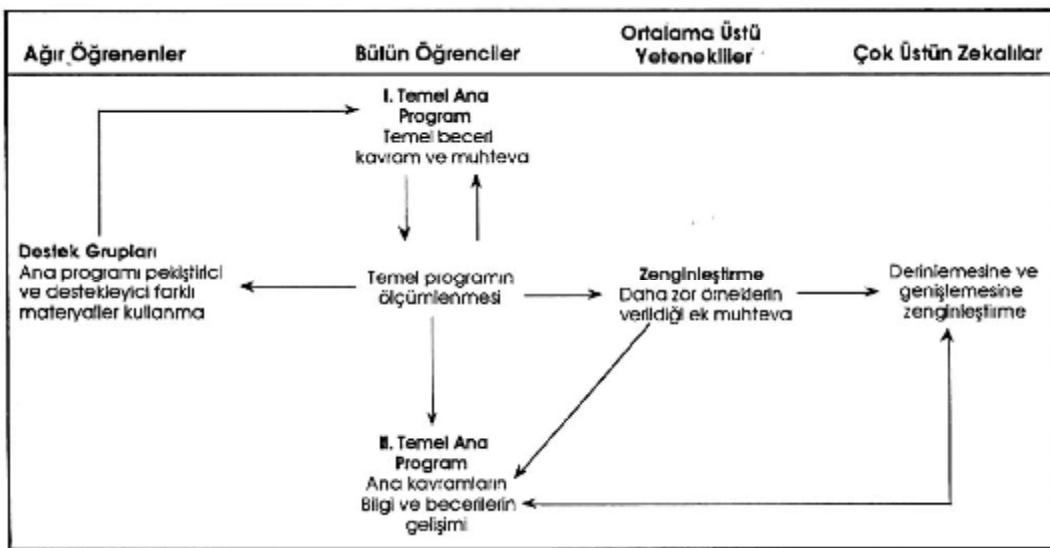 Ağır Öğrenenler
Bülün Öğrenciler
Ortalama Üstü
Yetenekliler
Çok Üstün Zekalılar
I. Temel Ana
Program
Temel beceri
kavram ve muhteva
Destek Grupları
Ana programı pekiştirici
ve destekleyici farklı
materyaller kullanma
Temel programın
ölçümlenmesi
Zenginleştirme
Daha zor örneklerin
verildiği ek muhteva
Derinlemesine ve
genişlemesine
zenginleştirme
II. Temel Ana
Program
Ana kavramların
Bilgi ve becerilerin
gelişimi